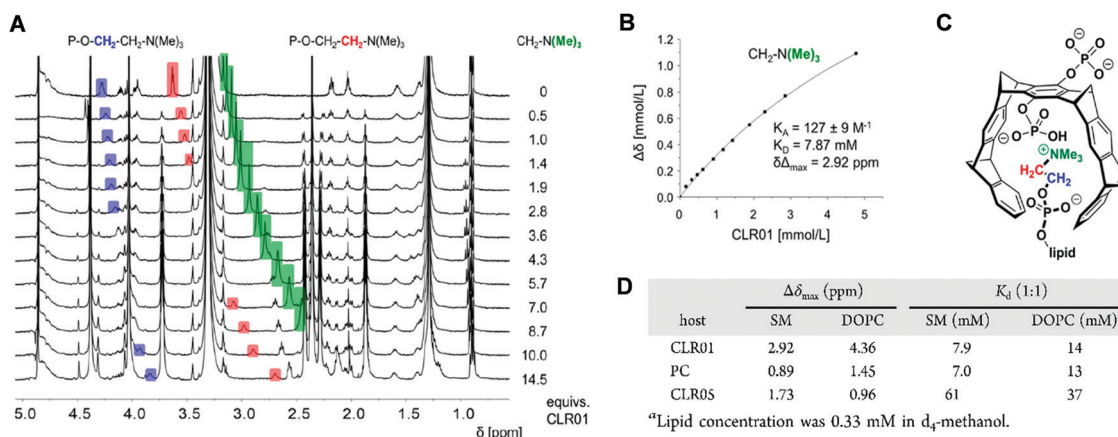 A
P-O-CH₂-CH₂-N(Me)₃
P-O-CH₂-CH₂-N(Me)₃
CH₂-N(Me)₃
0
0.5
1.0
1.4
1.9
2.8
3.6
4.3
5.7
7.0
8.7
10.0
14.5
5.0 4.5 4.0 3.5 3.0 2.5 2.0 1.5 1.0
δ [ppm]
equivs.
CLR01
B
Δδ [mmol/L]
1.2
1.0
0.8
0.6
0.4
0.2
0.0
CH₂-N(Me)₃
K_A = 127 ± 9 M⁻¹
K_D = 7.87 mM
δΔ_max = 2.92 ppm
0 1 2 3 4 5
CLR01 [mmol/L]
C
O
O-P-O⊖
O⊖
O
⊖O-P-OH
O
⊕
NMe₃
H₂C
CH₂
O
O-P-O⊖
O
lipid
D
Δδmax (ppm) Kd (1:1)
host SM DOPC SM (mM) DOPC (mM)
CLR01 2.92 4.36 7.9 14
PC 0.89 1.45 7.0 13
CLR05 1.73 0.96 61 37
ᵃLipid concentration was 0.33 mM in d₄-methanol.